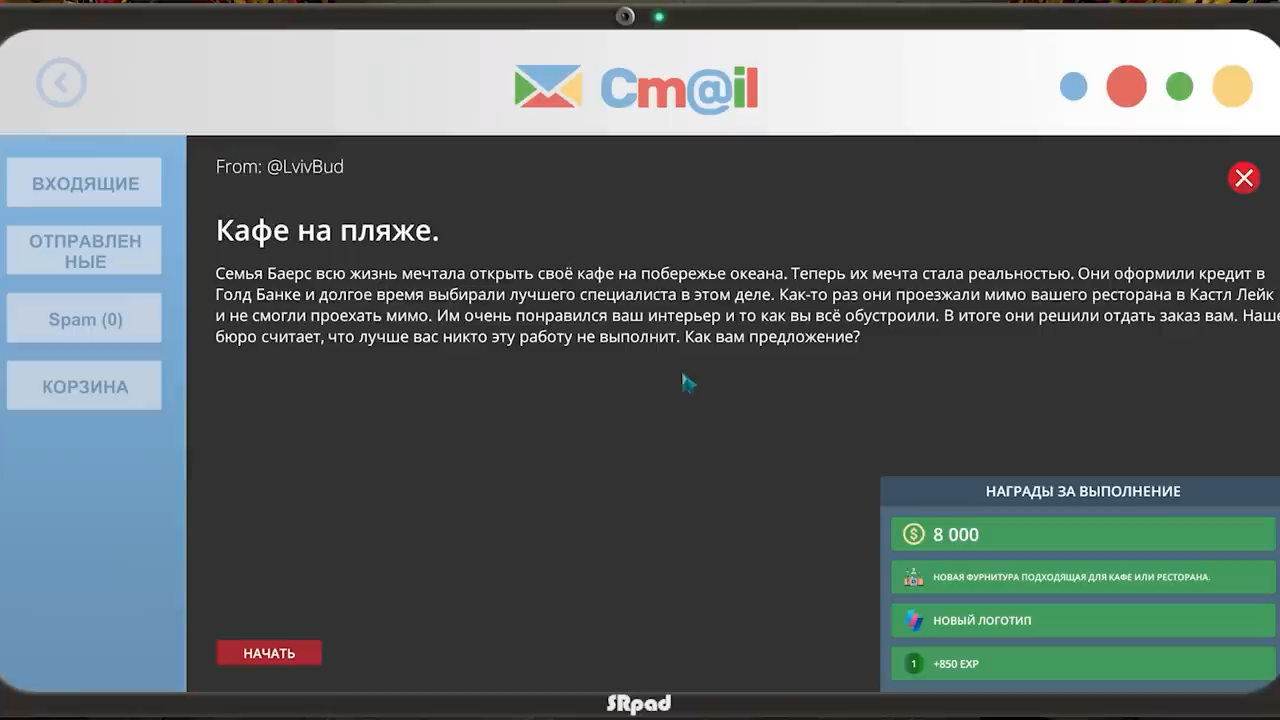 Cm@il
ВХОДЯЩИЕ
ОТПРАВЛЕН
НЫЕ
Spam (0)
КОРЗИНА
From: @LvivBud
Кафе на пляже.
Семья Баерс всю жизнь мечтала открыть своё кафе на побережье океана. Теперь их мечта стала реальностью. Они оформили кредит в
Голд Банке и долгое время выбирали лучшего специалиста в этом деле. Как-то раз они проезжали мимо вашего ресторана в Кастл Лейк
и не смогли проехать мимо. Им очень понравился ваш интерьер и то как вы всё обустроили. В итоге они решили отдать заказ вам. Наше
бюро считает, что лучше вас никто эту работу не выполнит. Как вам предложение?
НАЧАТЬ
НАГРАДЫ ЗА ВЫПОЛНЕНИЕ
$ 8 000
НОВАЯ ФУРНИТУРА ПОДХОДЯЩАЯ ДЛЯ КАФЕ ИЛИ РЕСТОРАНА.
НОВЫЙ ЛОГОТИП
1 +850 EXP
SRpad